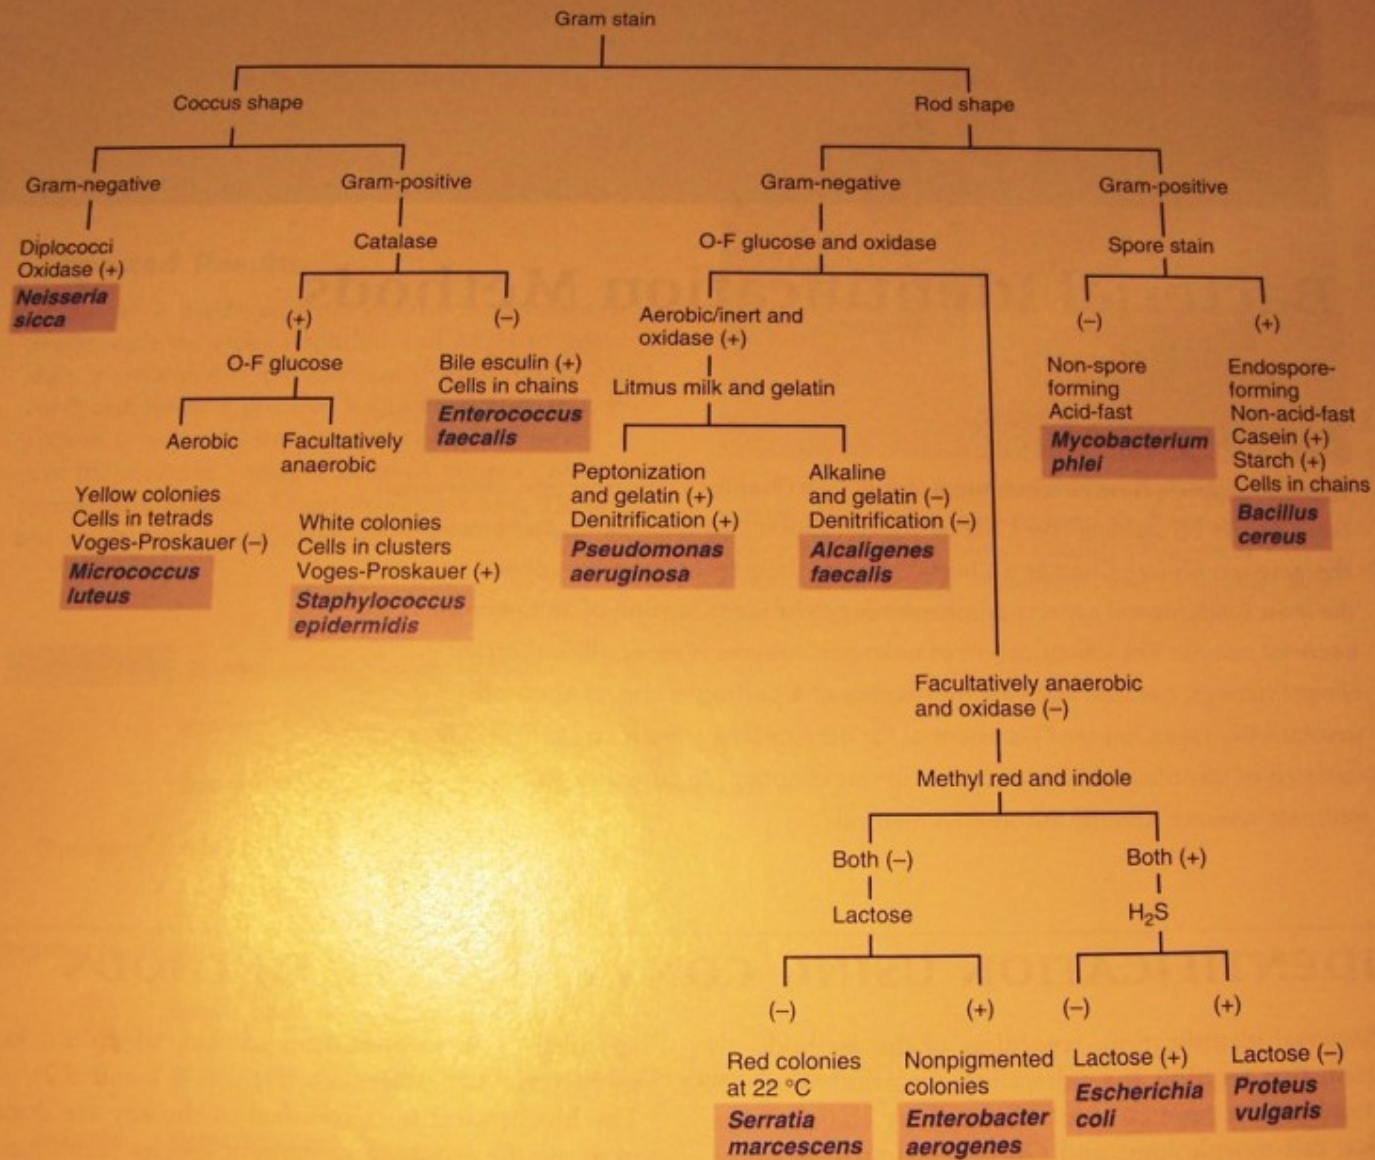 Gram stain
Coccus shape
Rod shape
Gram-negative
Gram-positive
Gram-negative
Gram-positive
Diplococci
Oxidase (+)
Neisseria
sicca
Catalase
O-F glucose and oxidase
Spore stain
(+)
(–)
Aerobic/inert and
oxidase (+)
(–)
(+)
O-F glucose
Bile esculin (+)
Cells in chains
Enterococcus
faecalis
Litmus milk and gelatin
Non-spore
forming
Acid-fast
Mycobacterium
phlei
Endospore-
forming
Non-acid-fast
Casein (+)
Starch (+)
Cells in chains
Bacillus
cereus
Aerobic
Facultatively
anaerobic
Yellow colonies
Cells in tetrads
Voges-Proskauer (–)
Micrococcus
luteus
White colonies
Cells in clusters
Voges-Proskauer (+)
Staphylococcus
epidermidis
Peptonization
and gelatin (+)
Denitrification (+)
Pseudomonas
aeruginosa
Alkaline
and gelatin (–)
Denitrification (–)
Alcaligenes
faecalis
Facultatively anaerobic
and oxidase (–)
Methyl red and indole
Both (–)
Both (+)
Lactose
H₂S
(–)
(+)
(–)
(+)
Red colonies
at 22 °C
Serratia
marcescens
Nonpigmented
colonies
Enterobacter
aerogenes
Lactose (+)
Escherichia
coli
Lactose (–)
Proteus
vulgaris